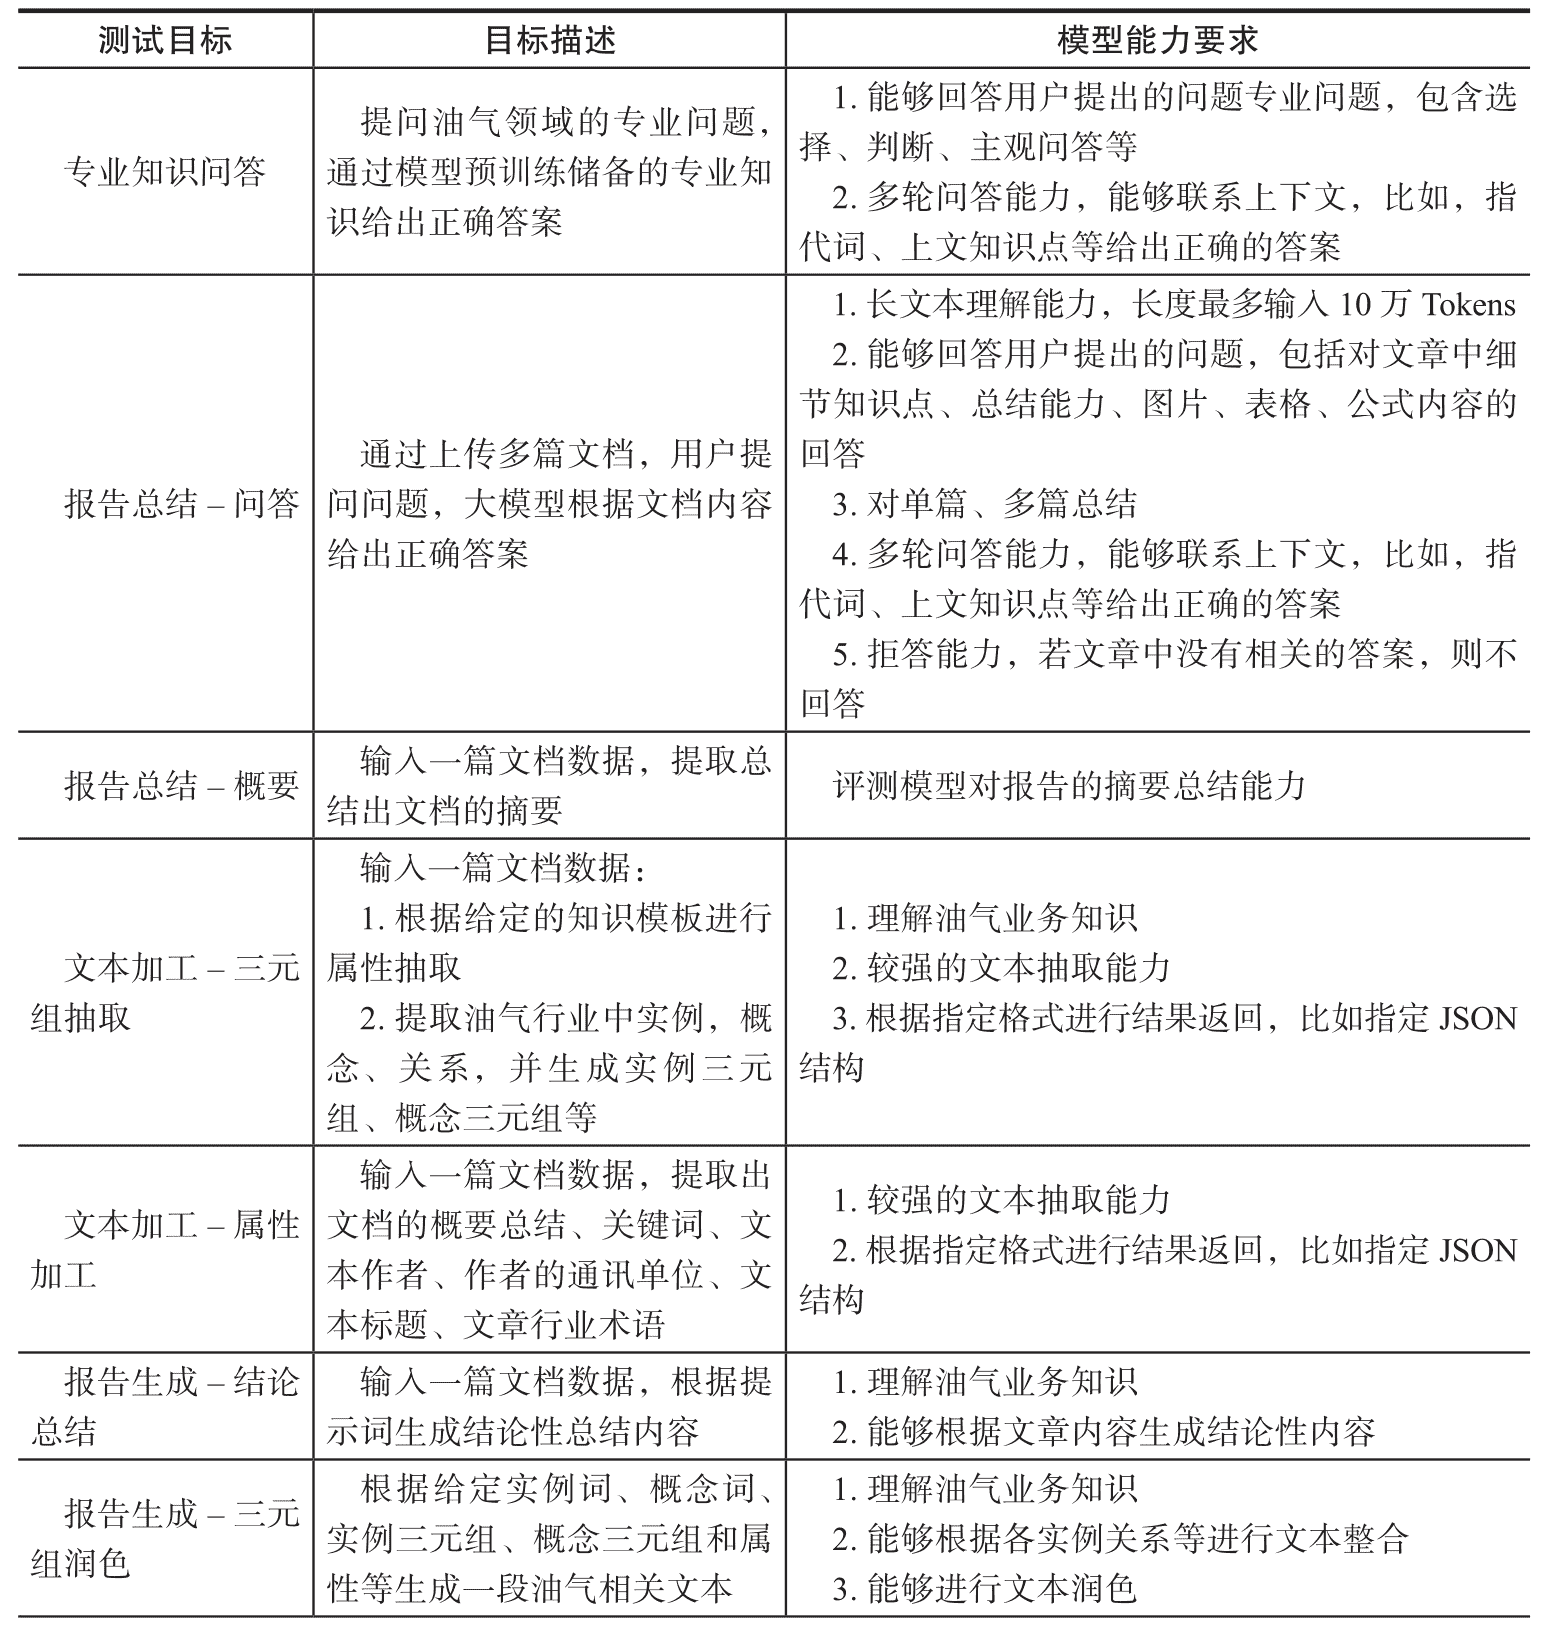 测试目标 目标描述 模型能力要求
专业知识问答
提问油气领域的专业问题，
通过模型预训练储备的专业知
识给出正确答案
1. 能够回答用户提出的问题专业问题，包含选
择、判断、主观问答等
2. 多轮问答能力，能够联系上下文，比如，指
代词、上文知识点等给出正确的答案
报告总结 – 问答
通过上传多篇文档，用户提
问问题，大模型根据文档内容
给出正确答案
1. 长文本理解能力，长度最多输入 10 万 Tokens
2. 能够回答用户提出的问题，包括对文章中细
节知识点、总结能力、图片、表格、公式内容的
回答
3. 对单篇、多篇总结
4. 多轮问答能力，能够联系上下文，比如，指
代词、上文知识点等给出正确的答案
5. 拒答能力，若文章中没有相关的答案，则不
回答
报告总结 – 概要
输入一篇文档数据，提取总
结出文档的摘要
评测模型对报告的摘要总结能力
文本加工 – 三元
组抽取
输入一篇文档数据：
1. 根据给定的知识模板进行
属性抽取
2. 提取油气行业中实例，概
念、关系，并生成实例三元
组、概念三元组等
1. 理解油气业务知识
2. 较强的文本抽取能力
3. 根据指定格式进行结果返回，比如指定 JSON
结构
文本加工 – 属性
加工
输入一篇文档数据，提取出
文档的概要总结、关键词、文
本作者、作者的通讯单位、文
本标题、文章行业术语
1. 较强的文本抽取能力
2. 根据指定格式进行结果返回，比如指定 JSON
结构
报告生成 – 结论
总结
输入一篇文档数据，根据提
示词生成结论性总结内容
1. 理解油气业务知识
2. 能够根据文章内容生成结论性内容
报告生成 – 三元
组润色
根据给定实例词、概念词、
实例三元组、概念三元组和属
性等生成一段油气相关文本
1. 理解油气业务知识
2. 能够根据各实例关系等进行文本整合
3. 能够进行文本润色